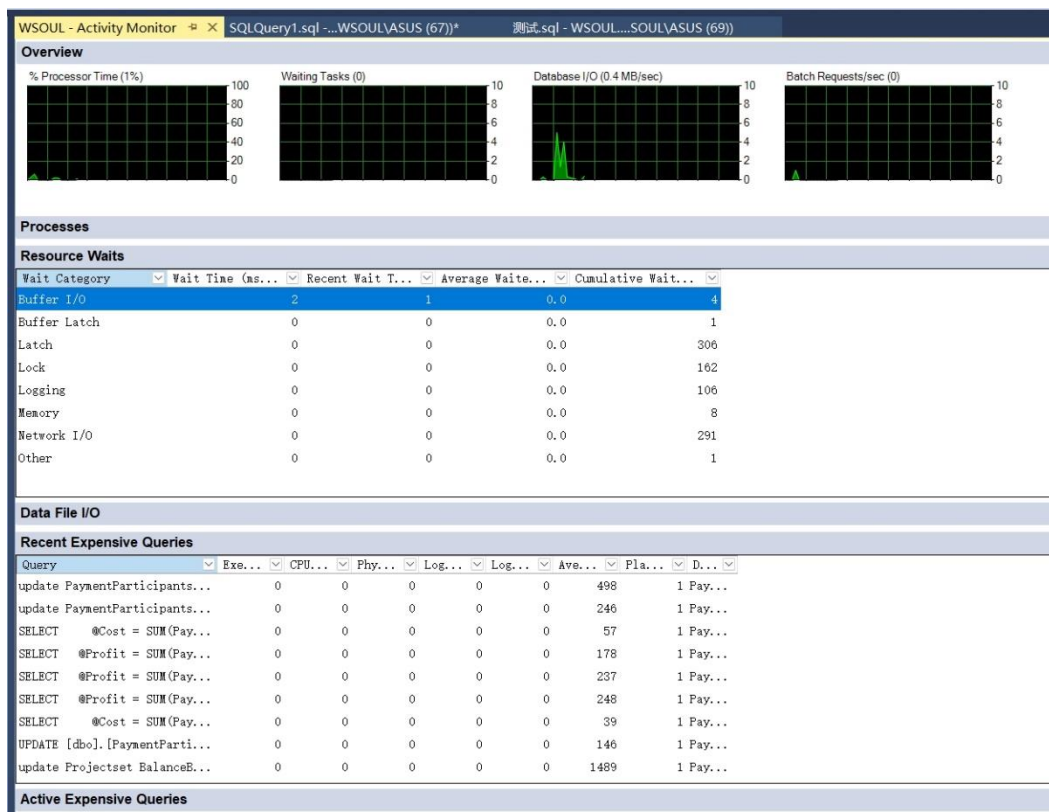 WSOUL - Activity Monitor SQLQuery1.sql -...WSOUL\ASUS (67))* 测试.sql - WSOUL....SOUL\ASUS (69))
Overview
% Processor Time (1%) Waiting Tasks (0) Database I/O (0.4 MB/sec) Batch Requests/sec (0)
100 10 10 10
80 8 8 8
60 6 6 6
40 4 4 4
20 2 2 2
0 0 0 0
Processes
Resource Waits
Wait Category Wait Time (ms... Recent Wait T... Average Waite... Cumulative Wait...
Buffer I/O 2 1 0.0 4
Buffer Latch 0 0 0.0 1
Latch 0 0 0.0 306
Lock 0 0 0.0 162
Logging 0 0 0.0 106
Memory 0 0 0.0 8
Network I/O 0 0 0.0 291
Other 0 0 0.0 1
Data File I/O
Recent Expensive Queries
Query Exe... CPU... Phy... Log... Log... Ave... Pla... D...
update PaymentParticipants... 0 0 0 0 0 498 1 Pay...
update PaymentParticipants... 0 0 0 0 0 246 1 Pay...
SELECT @Cost = SUM(Pay... 0 0 0 0 0 57 1 Pay...
SELECT @Profit = SUM(Pay... 0 0 0 0 0 178 1 Pay...
SELECT @Profit = SUM(Pay... 0 0 0 0 0 237 1 Pay...
SELECT @Profit = SUM(Pay... 0 0 0 0 0 248 1 Pay...
SELECT @Cost = SUM(Pay... 0 0 0 0 0 39 1 Pay...
UPDATE [dbo].[PaymentParti... 0 0 0 0 0 146 1 Pay...
update Projectset BalanceB... 0 0 0 0 0 1489 1 Pay...
Active Expensive Queries